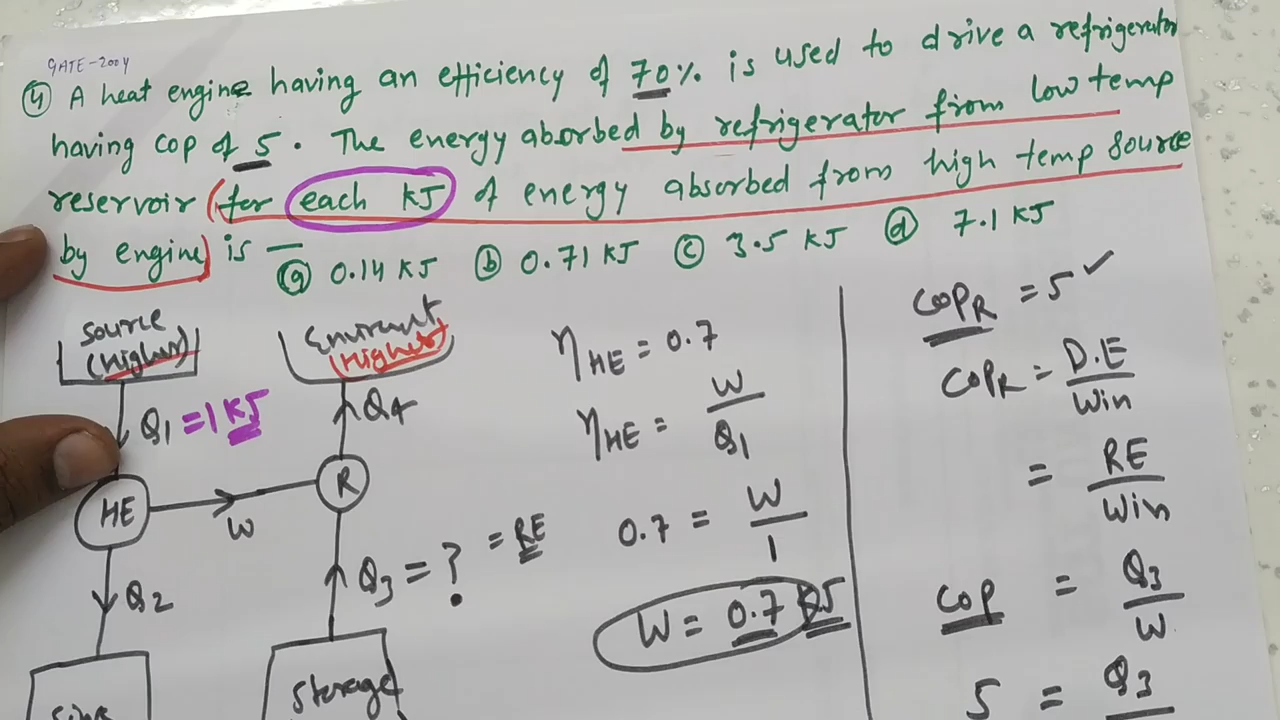 GATE-2004
④ A heat engine having an efficiency of 70% is used to drive a refrigerator
having cop of 5. The energy absorbed by refrigerator from low temp
reservoir (for each KJ of energy absorbed from high temp source
by engine) is —
ⓐ 0.14 KJ ⓑ 0.71 KJ ⓒ 3.5 KJ ⓓ 7.1 KJ
Source
(Higher)
(Higher)
Q1 = 1 KJ
Q4
HE
W
R
Q2
Q3 = ? = RE
Sink
Storage
ηHE = 0.7
ηHE = W/Q1
0.7 = W/1
W = 0.7 KJ
COPR = 5 ✓
COPR = D.E/Win
= RE/Win
COP = Q3/W
5 = Q3